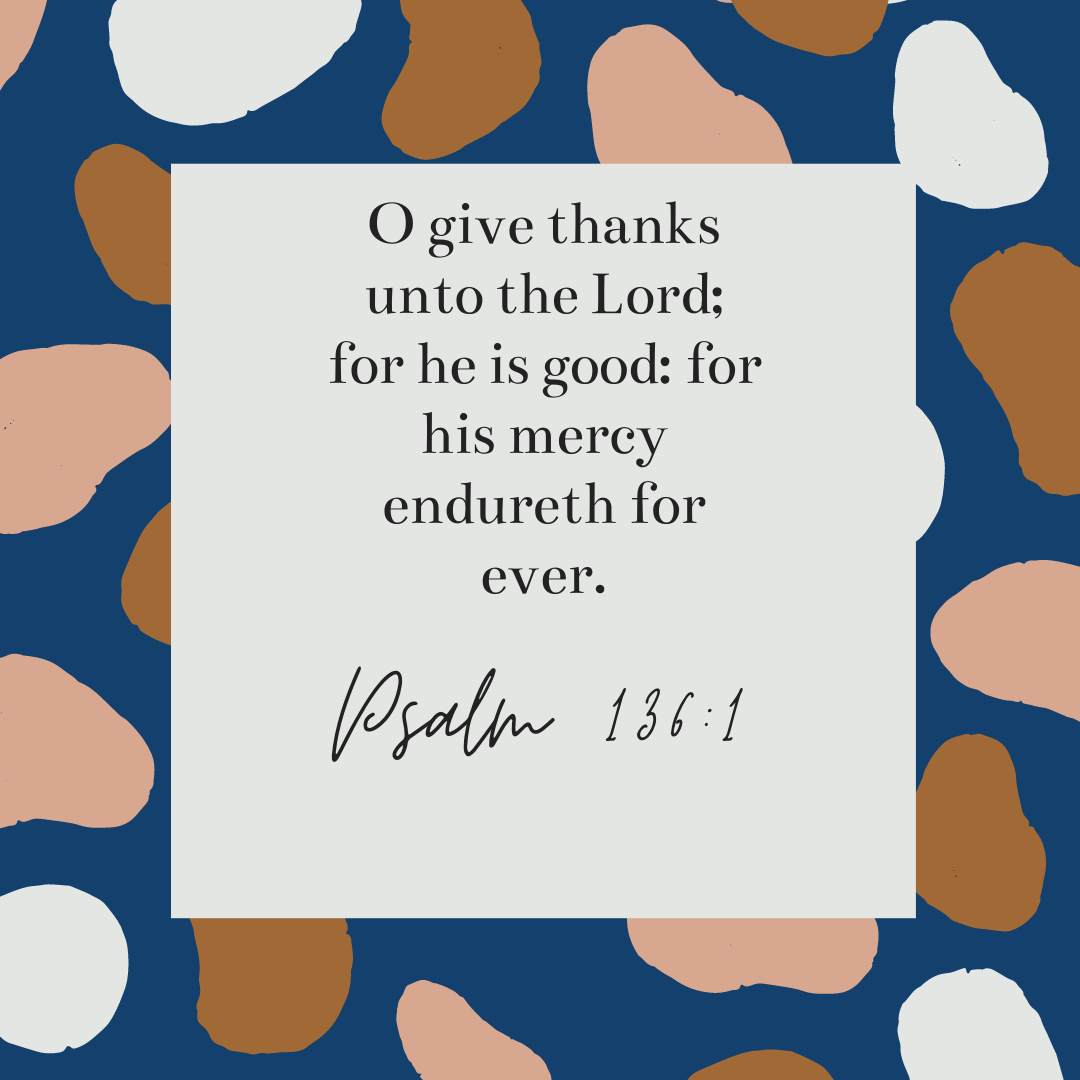 O give thanks
unto the Lord;
for he is good: for
his mercy
endureth for
ever.
Psalm 136:1